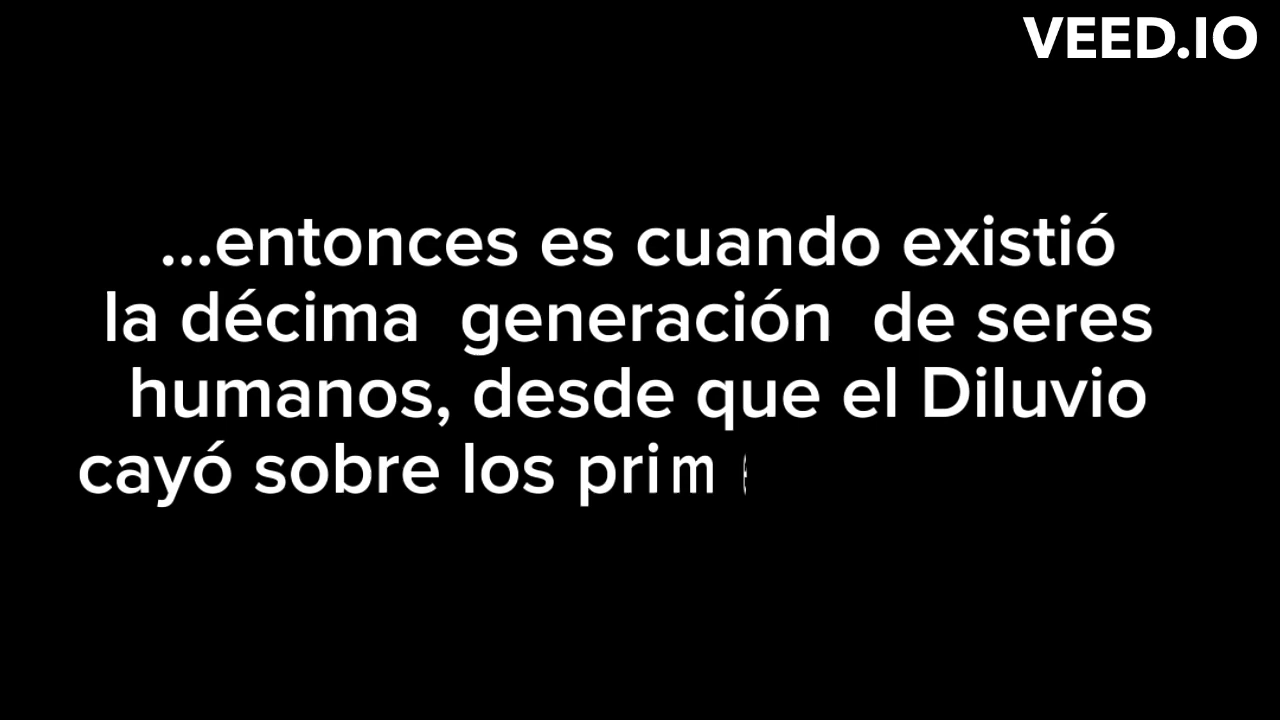 VEED.IO
...entonces es cuando existió
la décima generación de seres
humanos, desde que el Diluvio
cayó sobre los prim